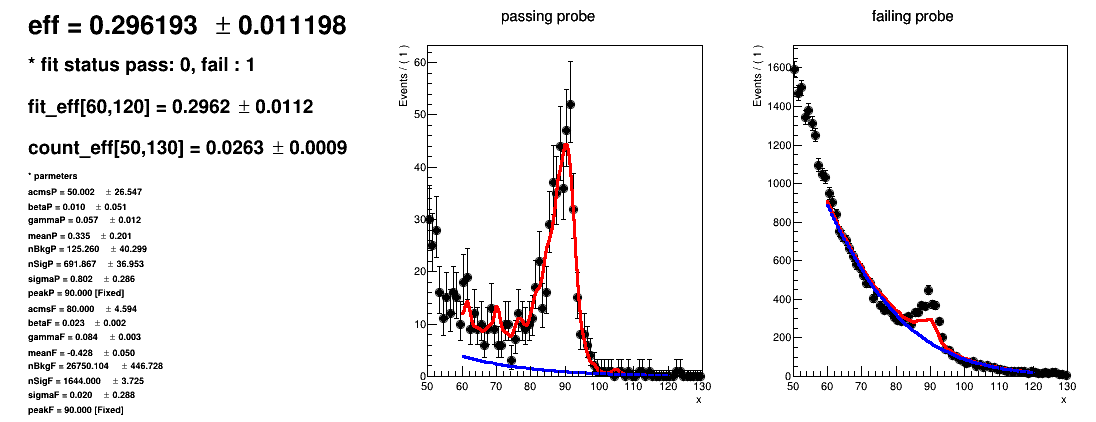 eff = 0.296193 ± 0.011198
* fit status pass: 0, fail : 1
fit_eff[60,120] = 0.2962 ± 0.0112
count_eff[50,130] = 0.0263 ± 0.0009
* parmeters
acmsP = 50.002 ± 26.547
betaP = 0.010 ± 0.051
gammaP = 0.057 ± 0.012
meanP = 0.335 ± 0.201
nBkgP = 125.260 ± 40.299
nSigP = 691.867 ± 36.953
sigmaP = 0.802 ± 0.286
peakP = 90.000 [Fixed]
acmsF = 80.000 ± 4.594
betaF = 0.023 ± 0.002
gammaF = 0.084 ± 0.003
meanF = -0.428 ± 0.050
nBkgF = 26750.104 ± 446.728
nSigF = 1644.000 ± 3.725
sigmaF = 0.020 ± 0.288
peakF = 90.000 [Fixed]
passing probe
Events / ( 1 )
60
50
40
30
20
10
0
50 60 70 80 90 100 110 120 130
x
failing probe
Events / ( 1 )
1600
1400
1200
1000
800
600
400
200
0
50 60 70 80 90 100 110 120 130
x